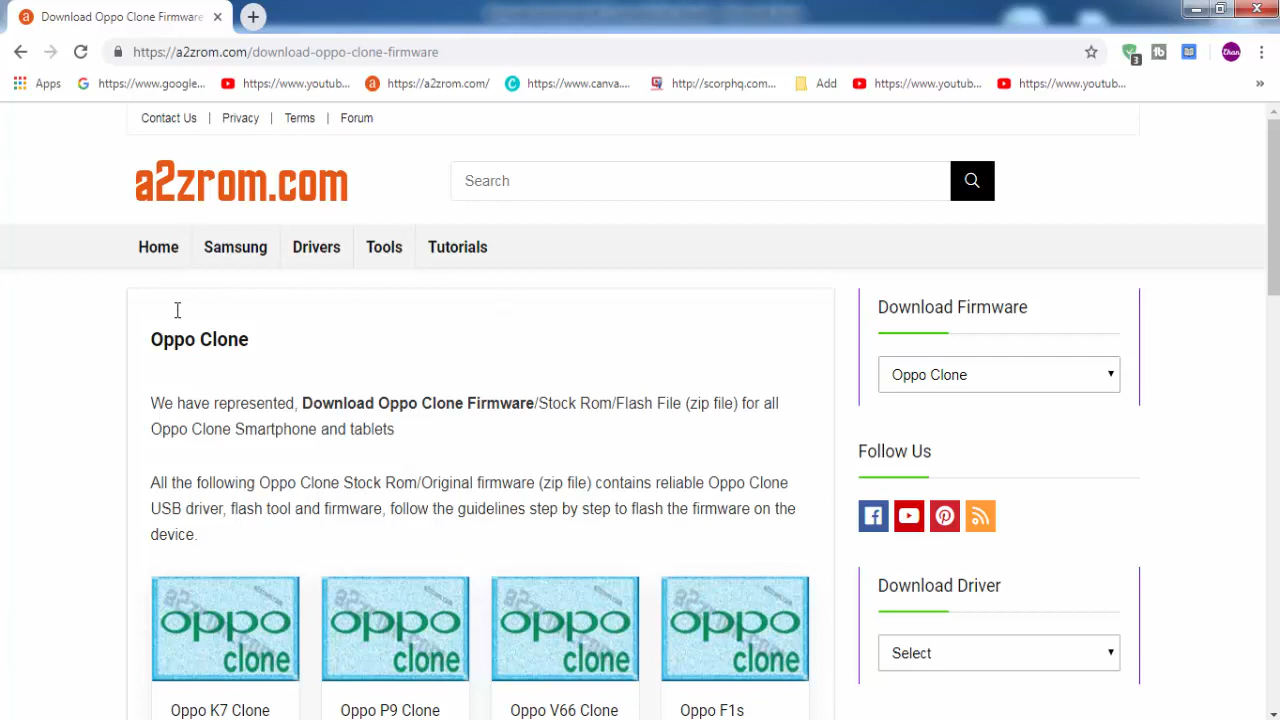 Download Oppo Clone Firmware
https://a2zrom.com/download-oppo-clone-firmware
3
Ehan
Apps
https://www.google...
https://www.youtub...
https://a2zrom.com/
https://www.canva....
http://scorphq.com...
Add
https://www.youtub...
https://www.youtub...
»
Contact Us | Privacy | Terms | Forum
a2zrom.com
Search
Home
Samsung
Drivers
Tools
Tutorials
Oppo Clone
We have represented, Download Oppo Clone Firmware/Stock Rom/Flash File (zip file) for all
Oppo Clone Smartphone and tablets
All the following Oppo Clone Stock Rom/Original firmware (zip file) contains reliable Oppo Clone
USB driver, flash tool and firmware, follow the guidelines step by step to flash the firmware on the
device.
oppo
clone
oppo
clone
oppo
clone
oppo
clone
Oppo K7 Clone
Oppo P9 Clone
Oppo V66 Clone
Oppo F1s
Download Firmware
Oppo Clone
Follow Us
Download Driver
Select